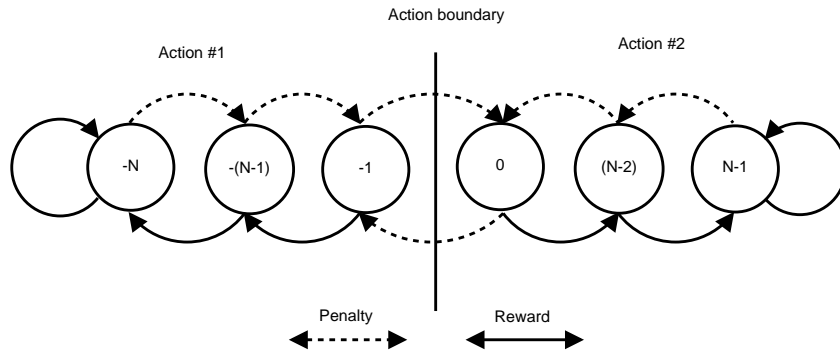 Action boundary
Action #1
Action #2
-N
-(N-1)
-1
0
(N-2)
N-1
Penalty
Reward